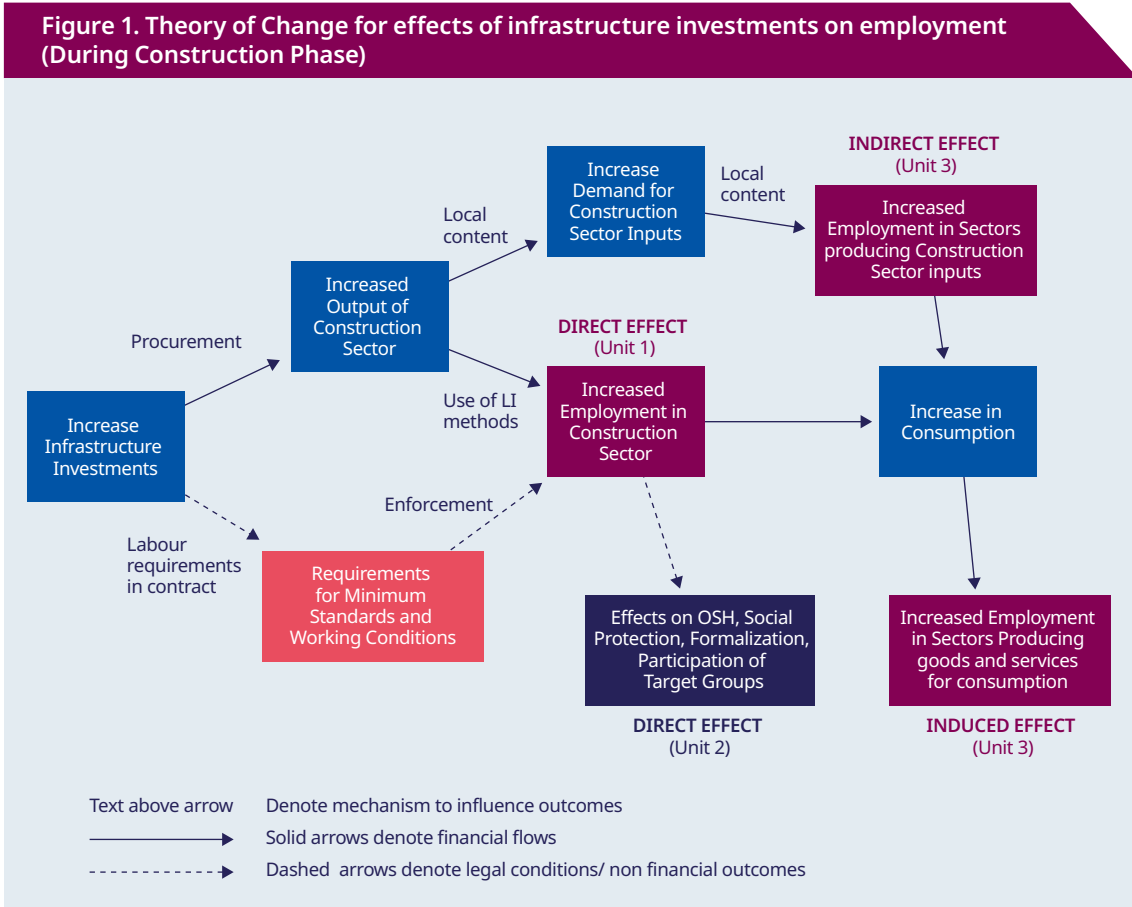 Figure 1. Theory of Change for effects of infrastructure investments on employment
(During Construction Phase)
INDIRECT EFFECT
(Unit 3)
Increase
Demand for
Construction
Sector Inputs
Local
content
Increased
Employment in Sectors
producing Construction
Sector inputs
Local
content
Increased
Output of
Construction
Sector
Procurement
DIRECT EFFECT
(Unit 1)
Increased
Employment in
Construction
Sector
Use of LI
methods
Increase in
Consumption
Increase
Infrastructure
Investments
Enforcement
Labour
requirements
in contract
Requirements
for Minimum
Standards and
Working Conditions
Effects on OSH, Social
Protection, Formalization,
Participation of
Target Groups
DIRECT EFFECT
(Unit 2)
Increased Employment
in Sectors Producing
goods and services
for consumption
INDUCED EFFECT
(Unit 3)
Text above arrow Denote mechanism to influence outcomes
Solid arrows denote financial flows
Dashed arrows denote legal conditions/ non financial outcomes